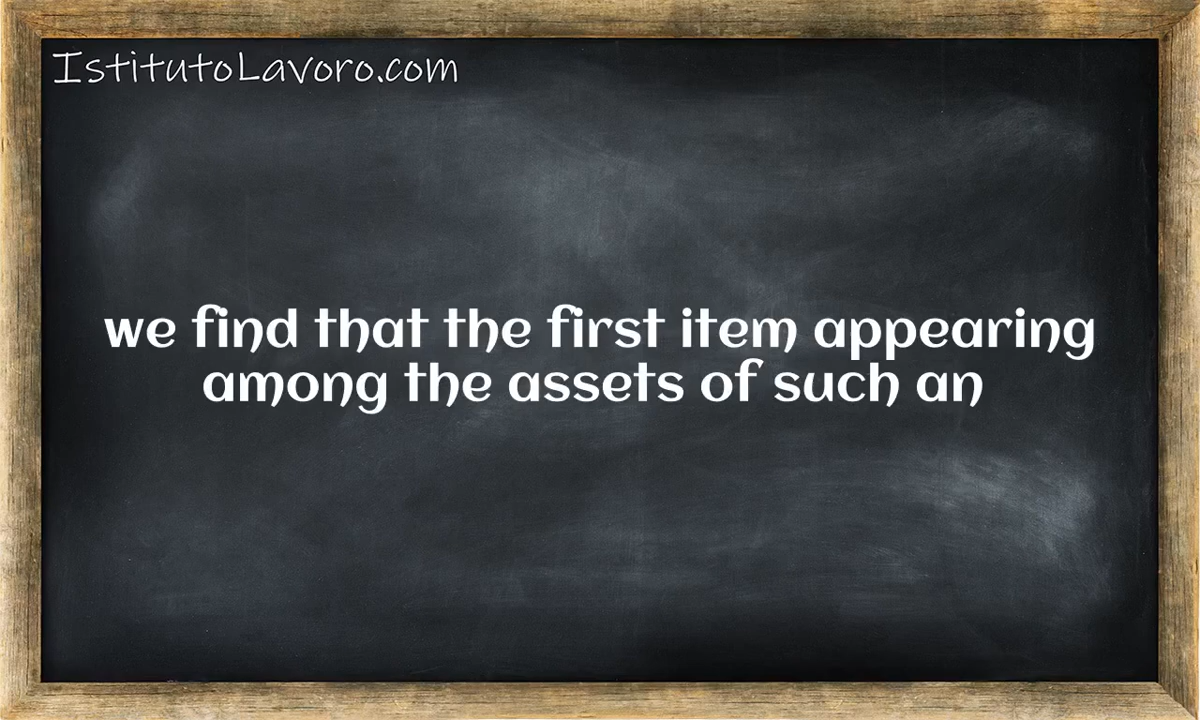 IstitutoLavoro.com
we find that the first item appearing
among the assets of such an